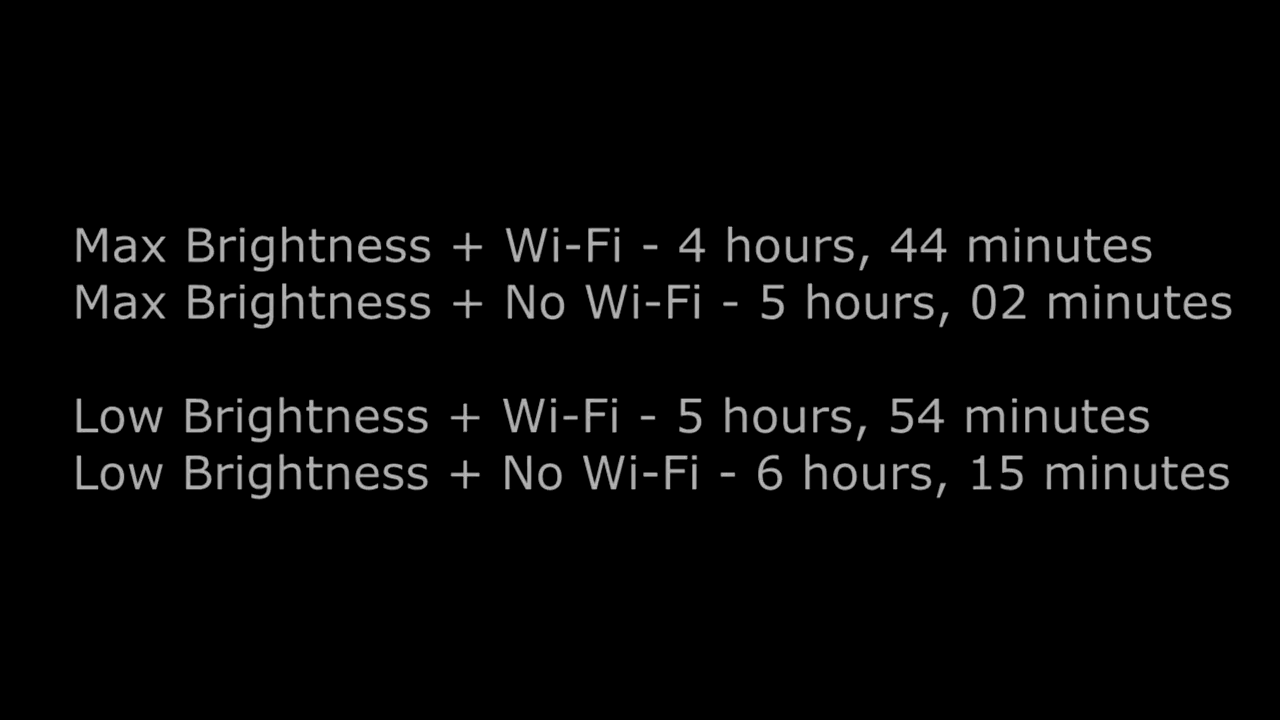 Max Brightness + Wi-Fi - 4 hours, 44 minutes
Max Brightness + No Wi-Fi - 5 hours, 02 minutes
Low Brightness + Wi-Fi - 5 hours, 54 minutes
Low Brightness + No Wi-Fi - 6 hours, 15 minutes